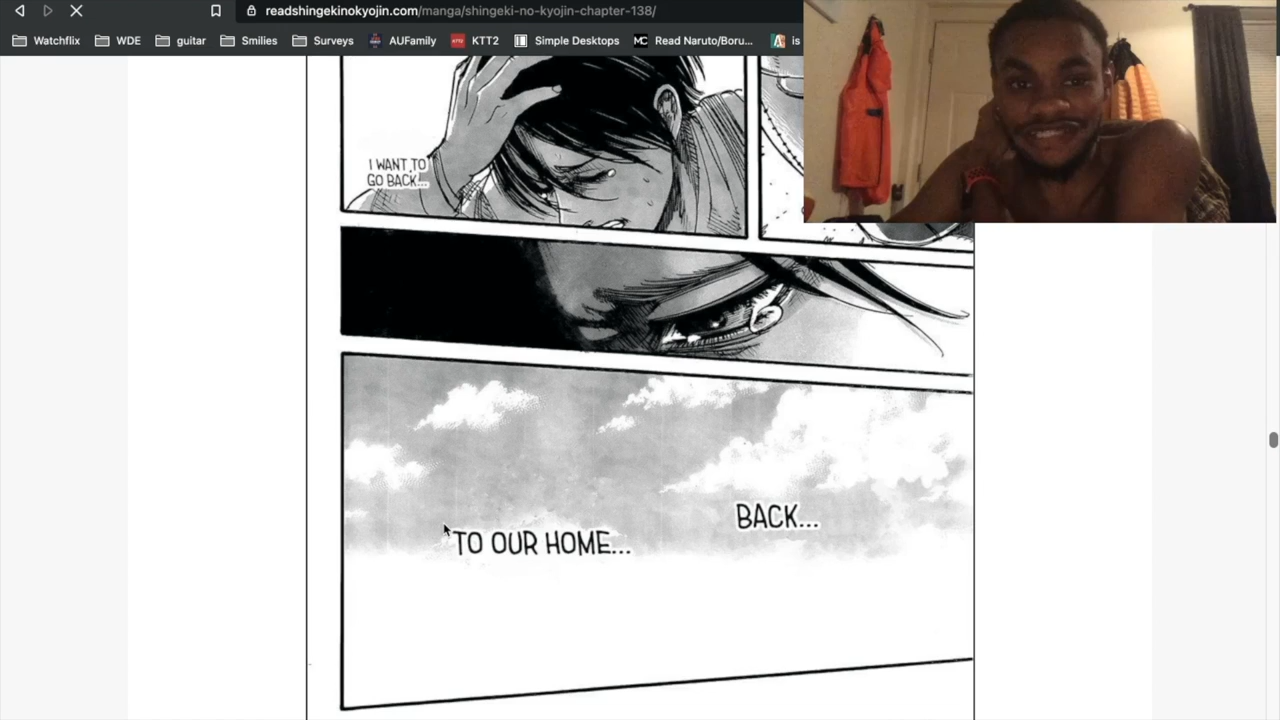 readshingekinokyojin.com/manga/shingeki-no-kyojin-chapter-138/
Watchflix WDE guitar Smilies Surveys AUFamily KTT2 Simple Desktops Read Naruto/Boru... is
I WANT TO
GO BACK...
BACK...
TO OUR HOME...